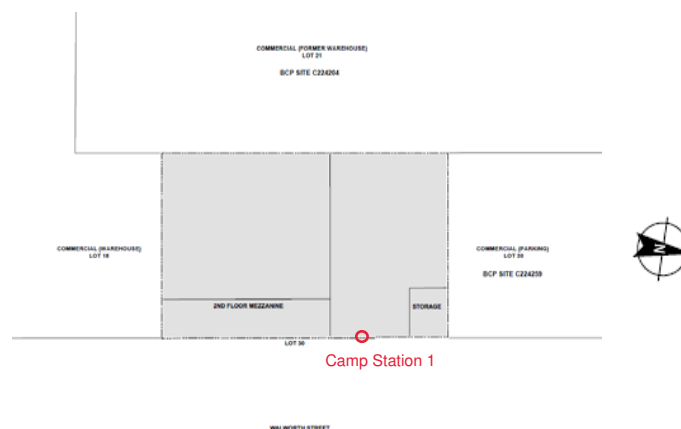 COMMERCIAL (FORMER WAREHOUSE)
LOT 21
BCP SITE C224204
COMMERCIAL (WAREHOUSE)
LOT 18
COMMERCIAL (PARKING)
LOT 50
BCP SITE C224259
N
2ND FLOOR MEZZANINE
STORAGE
LOT 30
Camp Station 1
WALWORTH STREET